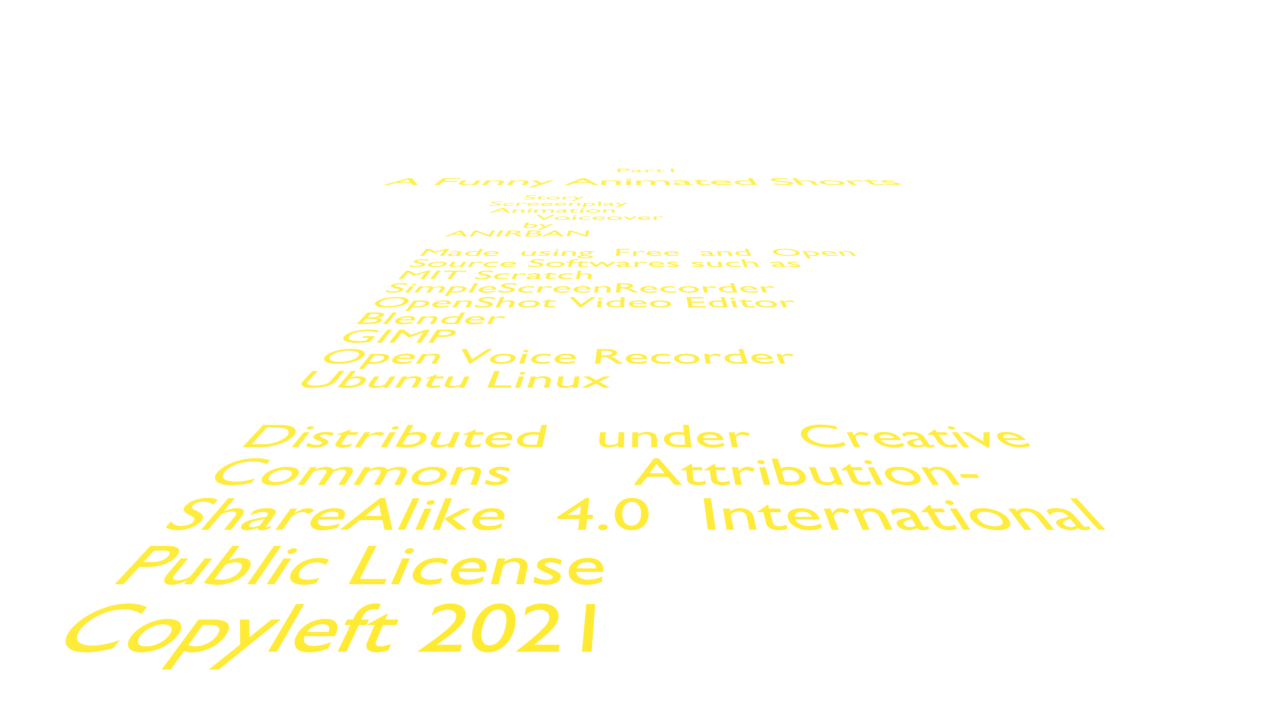 Part I
A Funny Animated Shorts
Story
Screeenplay
Animation
Voiceover
by
ANIRBAN
Made using Free and Open
Source Softwares such as
MIT Scratch
SimpleScreenRecorder
OpenShot Video Editor
Blender
GIMP
Open Voice Recorder
Ubuntu Linux
Distributed under Creative
Commons Attribution-
ShareAlike 4.0 International
Public License
Copyleft 2021